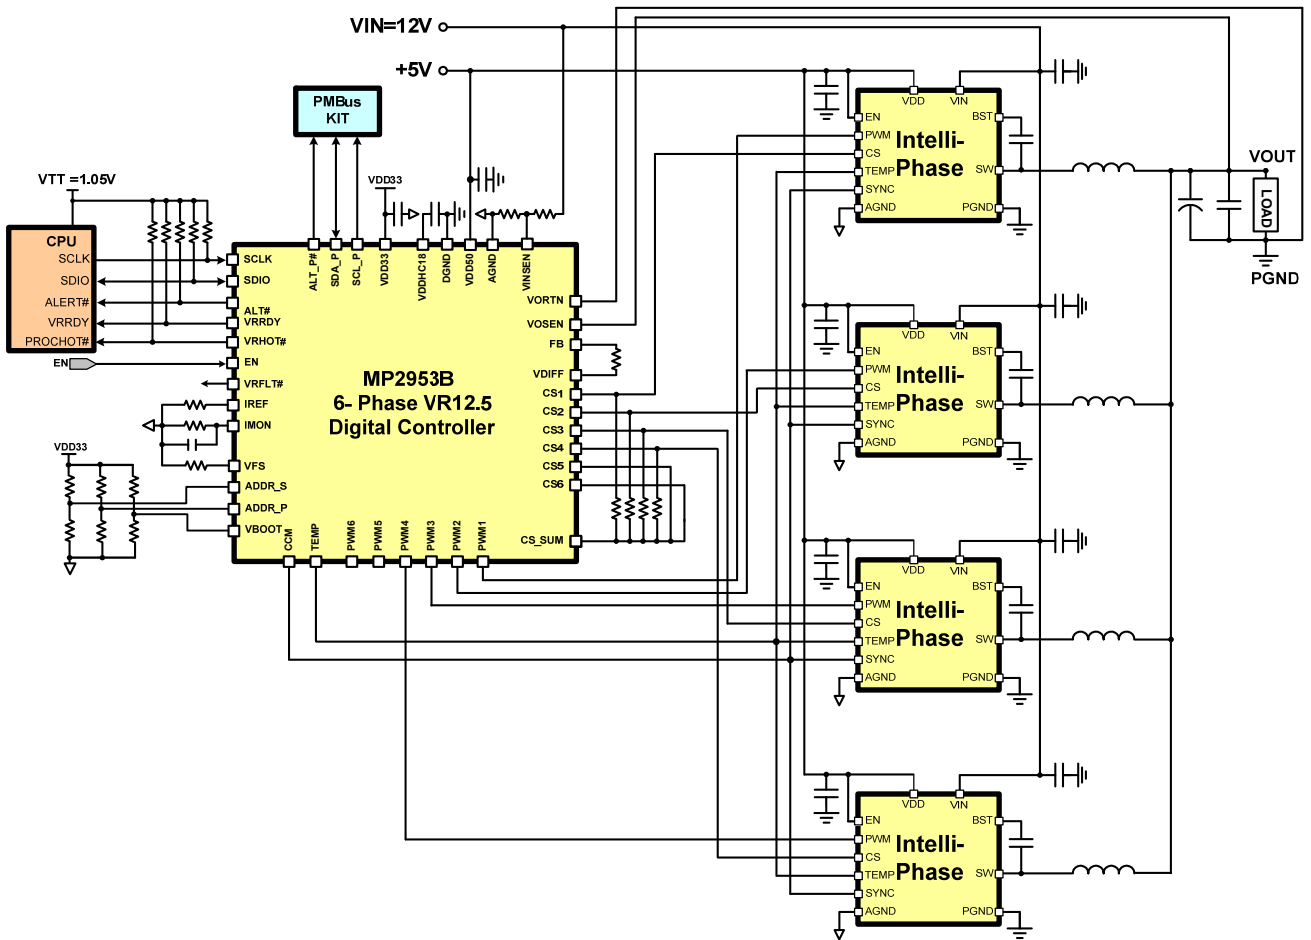 VIN=12V
+5V
PMBus
KIT
VTT =1.05V
VDD33
CPU
SCLK
SDIO
ALERT#
VRRDY
PROCHOT#
EN
VDD33
MP2953B
6- Phase VR12.5
Digital Controller
SCLK
SDIO
ALT#
VRRDY
VRHOT#
EN
VRFLT#
IREF
IMON
VFS
ADDR_S
ADDR_P
VBOOT
ALT_P#
SDA_P
SCL_P
VDD33
VDDHC18
DGND
VDD50
AGND
VINSEN
VORTN
VOSEN
FB
VDIFF
CS1
CS2
CS3
CS4
CS5
CS6
CS_SUM
CCM
TEMP
PWM6
PWM5
PWM4
PWM3
PWM2
PWM1
VDD
VIN
EN
PWM
CS
TEMP
SYNC
AGND
Intelli-
Phase
BST
SW
PGND
VOUT
LOAD
PGND
VDD
VIN
EN
PWM
CS
TEMP
SYNC
AGND
Intelli-
Phase
BST
SW
PGND
VDD
VIN
EN
PWM
CS
TEMP
SYNC
AGND
Intelli-
Phase
BST
SW
PGND
VDD
VIN
EN
PWM
CS
TEMP
SYNC
AGND
Intelli-
Phase
BST
SW
PGND